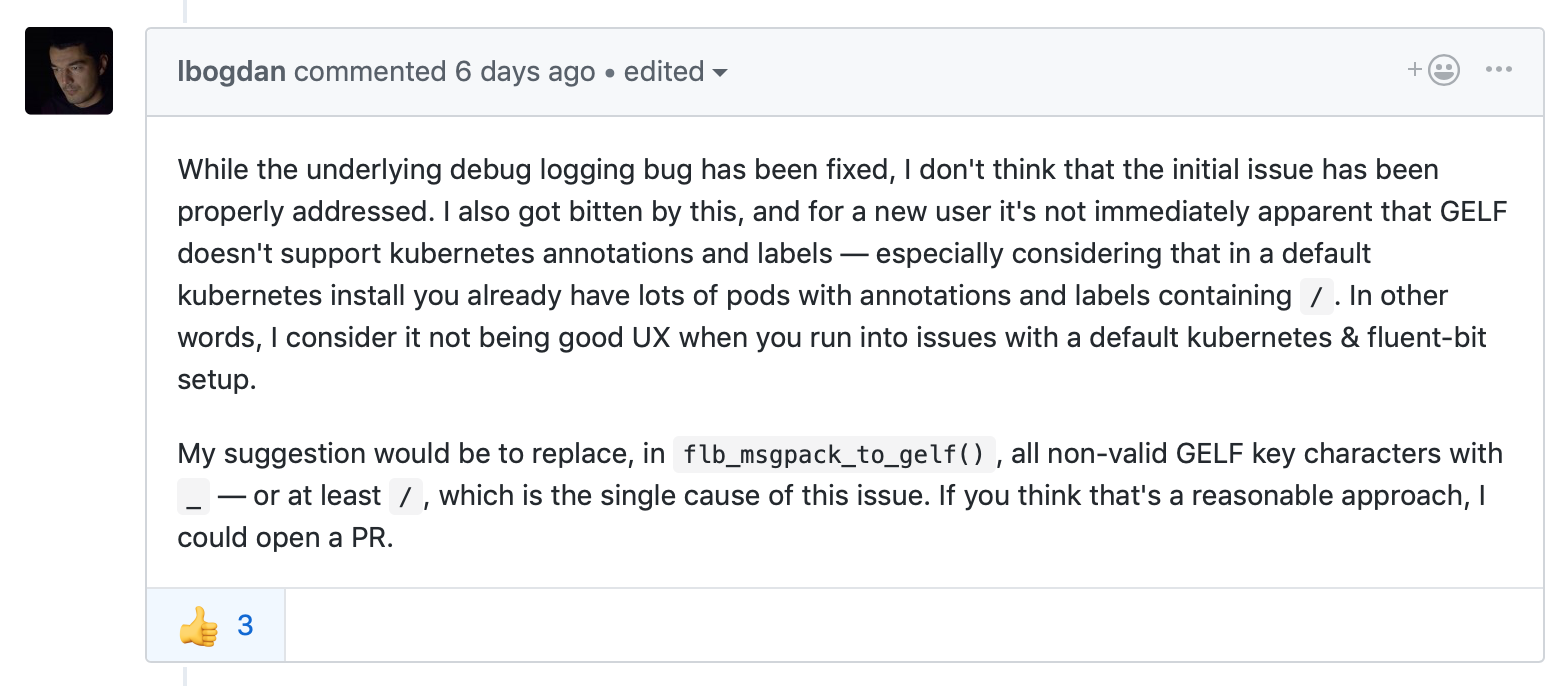 lbogdan commented 6 days ago • edited
While the underlying debug logging bug has been fixed, I don't think that the initial issue has been
properly addressed. I also got bitten by this, and for a new user it's not immediately apparent that GELF
doesn't support kubernetes annotations and labels — especially considering that in a default
kubernetes install you already have lots of pods with annotations and labels containing /. In other
words, I consider it not being good UX when you run into issues with a default kubernetes & fluent-bit
setup.
My suggestion would be to replace, in flb_msgpack_to_gelf(), all non-valid GELF key characters with
_ — or at least /, which is the single cause of this issue. If you think that's a reasonable approach, I
could open a PR.
👍 3